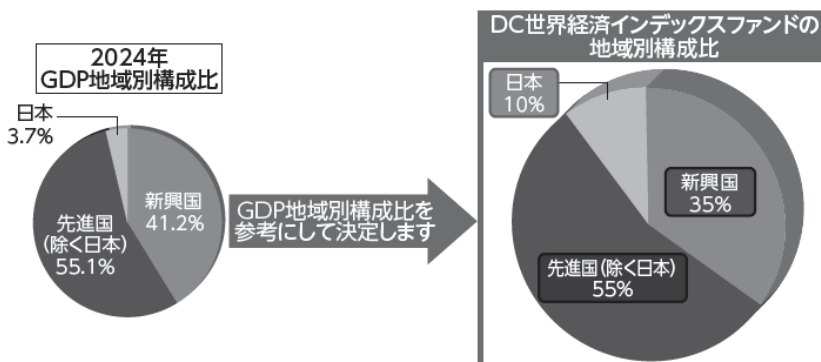 2024年
GDP地域別構成比
日本
3.7%
新興国
41.2%
先進国
(除く日本)
55.1%
GDP地域別構成比を
参考にして決定します
DC世界経済インデックスファンドの
地域別構成比
日本
10%
新興国
35%
先進国(除く日本)
55%